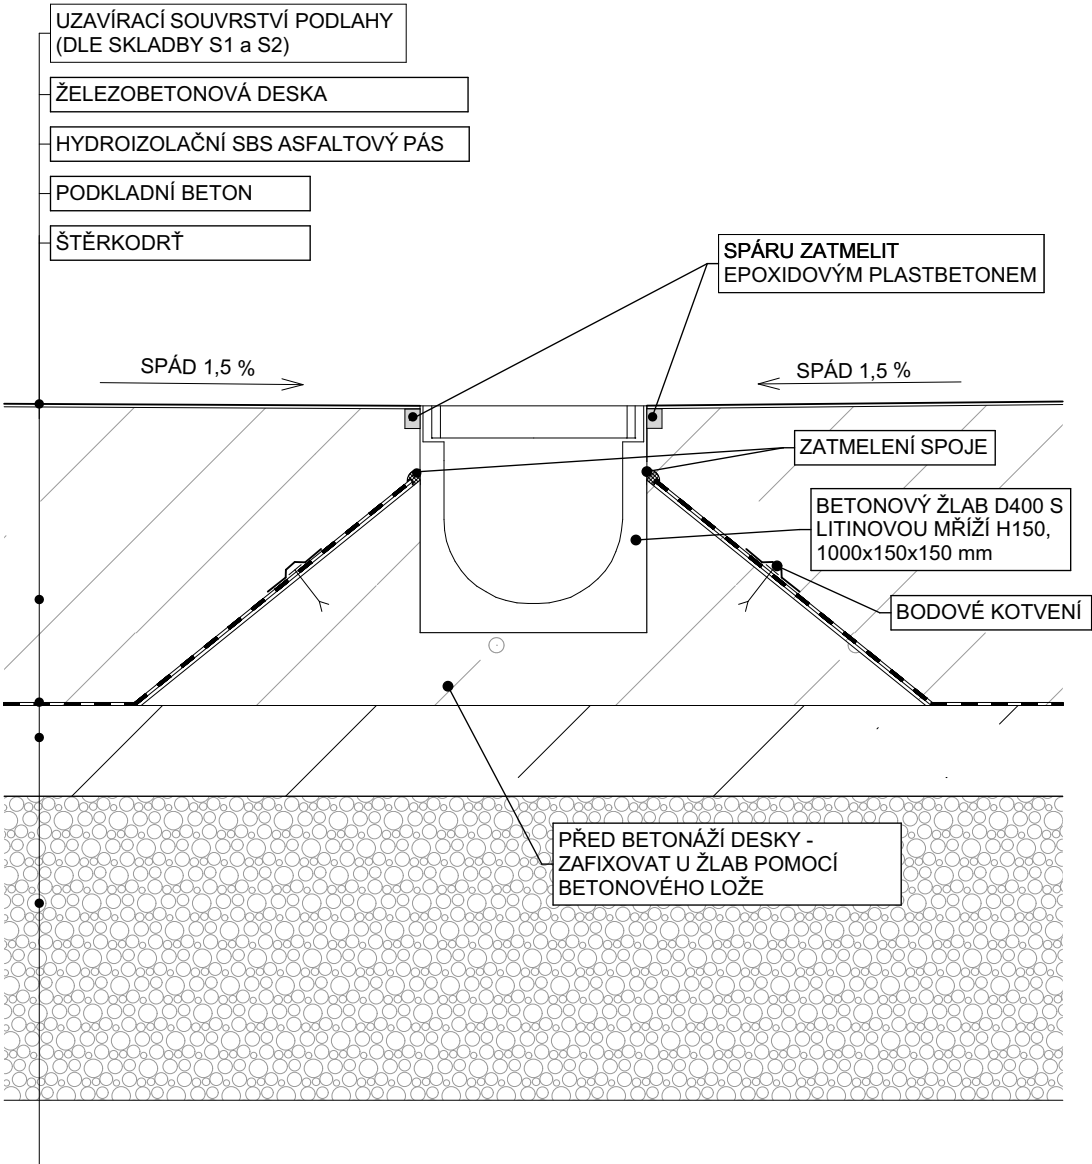 UZAVÍRACÍ SOUVRSTVÍ PODLAHY
(DLE SKLADBY S1 a S2)
ŽELEZOBETONOVÁ DESKA
HYDROIZOLAČNÍ SBS ASFALTOVÝ PÁS
PODKLADNÍ BETON
ŠTĚRKODRŤ
SPÁRU ZATMELIT
EPOXIDOVÝM PLASTBETONEM
SPÁD 1,5 %
SPÁD 1,5 %
ZATMELENÍ SPOJE
BETONOVÝ ŽLAB D400 S
LITINOVOU MŘÍŽÍ H150,
1000x150x150 mm
BODOVÉ KOTVENÍ
PŘED BETONÁŽÍ DESKY -
ZAFIXOVAT U ŽLAB POMOCÍ
BETONOVÉHO LOŽE